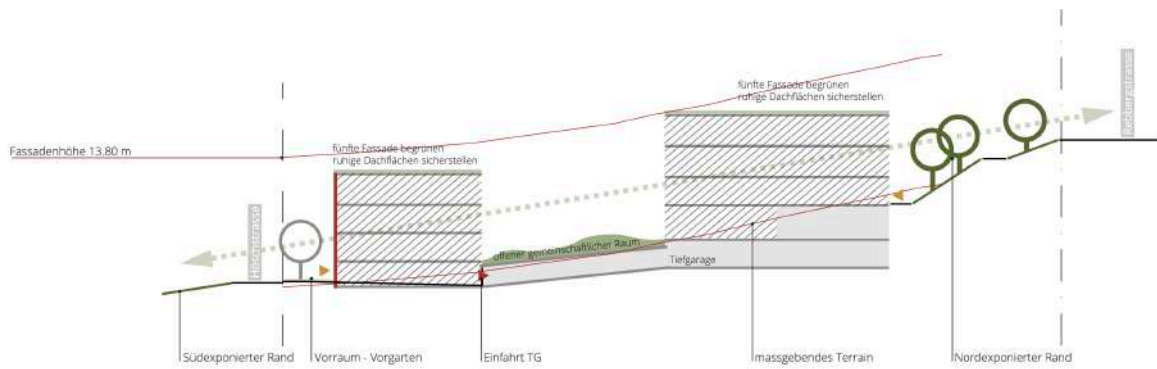 fünfte Fassade begrünen
ruhige Dachflächen sicherstellen
Rebbergstrasse
Fassadenhöhe 13.80 m
fünfte Fassade begrünen
ruhige Dachflächen sicherstellen
offener gemeinschaftlicher Raum
Tiefgarage
Südexponierter Rand
Vorraum - Vorgarten
Einfahrt TG
massgebendes Terrain
Nordexponierter Rand